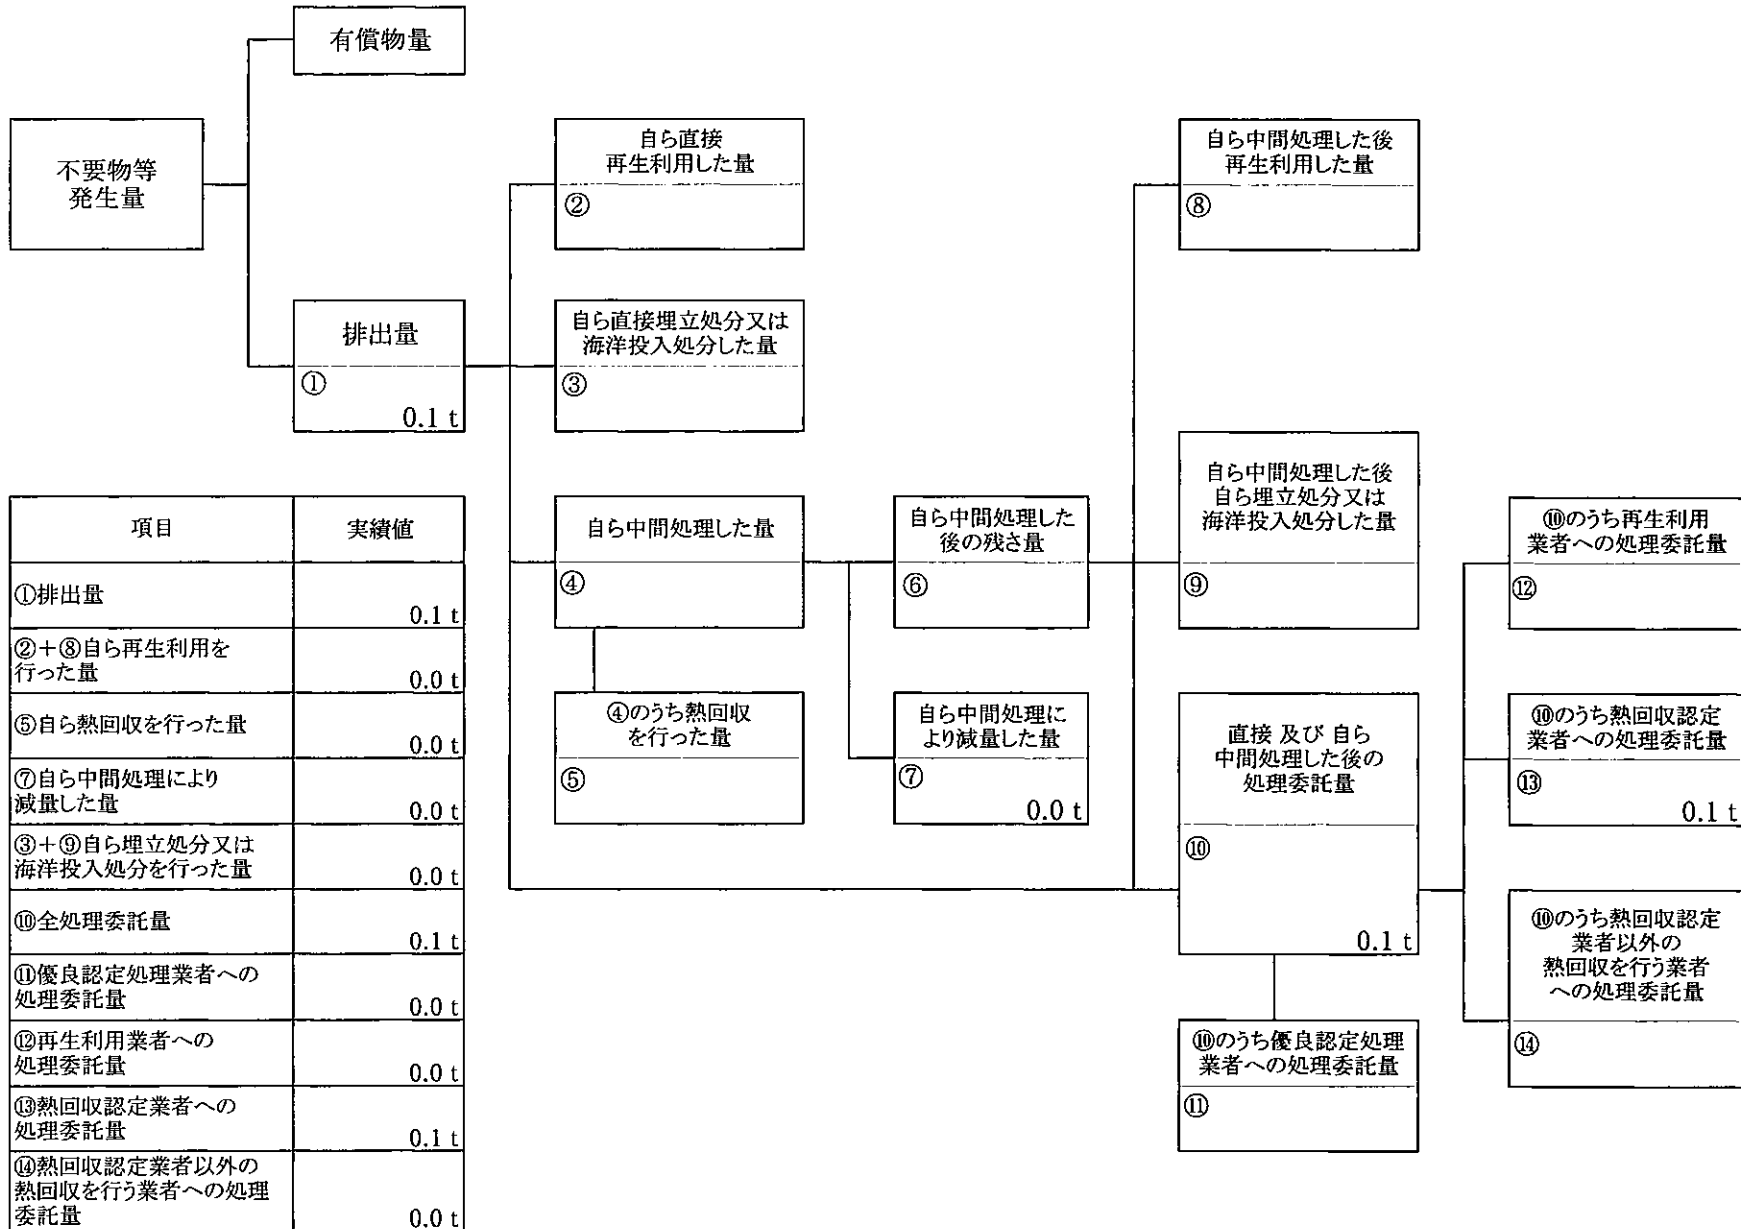 有償物量
不要物等
発生量
自ら直接
再生利用した量
②
自ら中間処理した後
再生利用した量
⑧
排出量
①
0.1 t
自ら直接埋立処分又は
海洋投入処分した量
③
自ら中間処理した量
④
自ら中間処理した
後の残さ量
⑥
自ら中間処理した後
自ら埋立処分又は
海洋投入処分した量
⑨
⑩のうち再生利用
業者への処理委託量
⑫
④のうち熱回収
を行った量
⑤
自ら中間処理に
より減量した量
⑦
0.0 t
直接 及び 自ら
中間処理した後の
処理委託量
⑩
0.1 t
⑩のうち熱回収認定
業者への処理委託量
⑬
0.1 t
⑩のうち熱回収認定
業者以外の
熱回収を行う業者
への処理委託量
⑭
⑩のうち優良認定処理
業者への処理委託量
⑪
項目 実績値
①排出量
0.1 t
②+⑧自ら再生利用を
行った量
0.0 t
⑤自ら熱回収を行った量
0.0 t
⑦自ら中間処理により
減量した量
0.0 t
③+⑨自ら埋立処分又は
海洋投入処分を行った量
0.0 t
⑩全処理委託量
0.1 t
⑪優良認定処理業者への
処理委託量
0.0 t
⑫再生利用業者への
処理委託量
0.0 t
⑬熱回収認定業者への
処理委託量
0.1 t
⑭熱回収認定業者以外の
熱回収を行う業者への処理
委託量
0.0 t